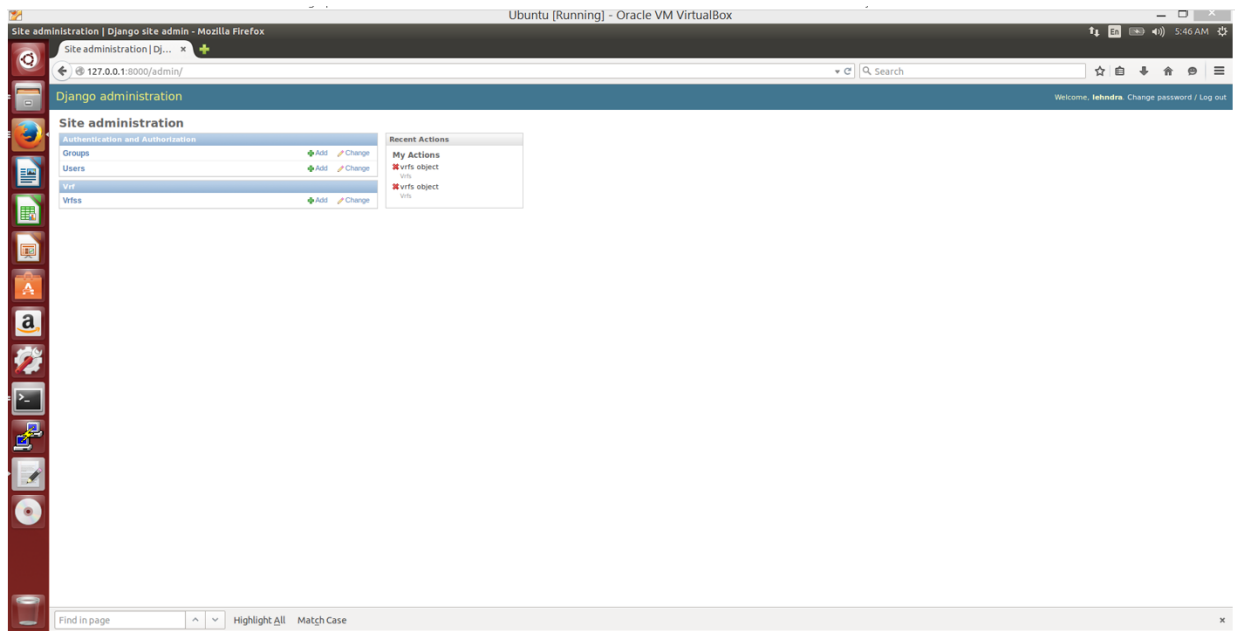 Ubuntu [Running] - Oracle VM VirtualBox
Site administration | Django site admin - Mozilla Firefox
En
5:46 AM
Site administration | Dj...
127.0.0.1:8000/admin/
Search
Django administration
Welcome, lehndra. Change password / Log out
Site administration
Authentication and Authorization
Groups Add Change
Users Add Change
Vrf
Vrfss Add Change
Recent Actions
My Actions
vrfs object
Vrfs
vrfs object
Vrfs
Find in page
Highlight All Match Case